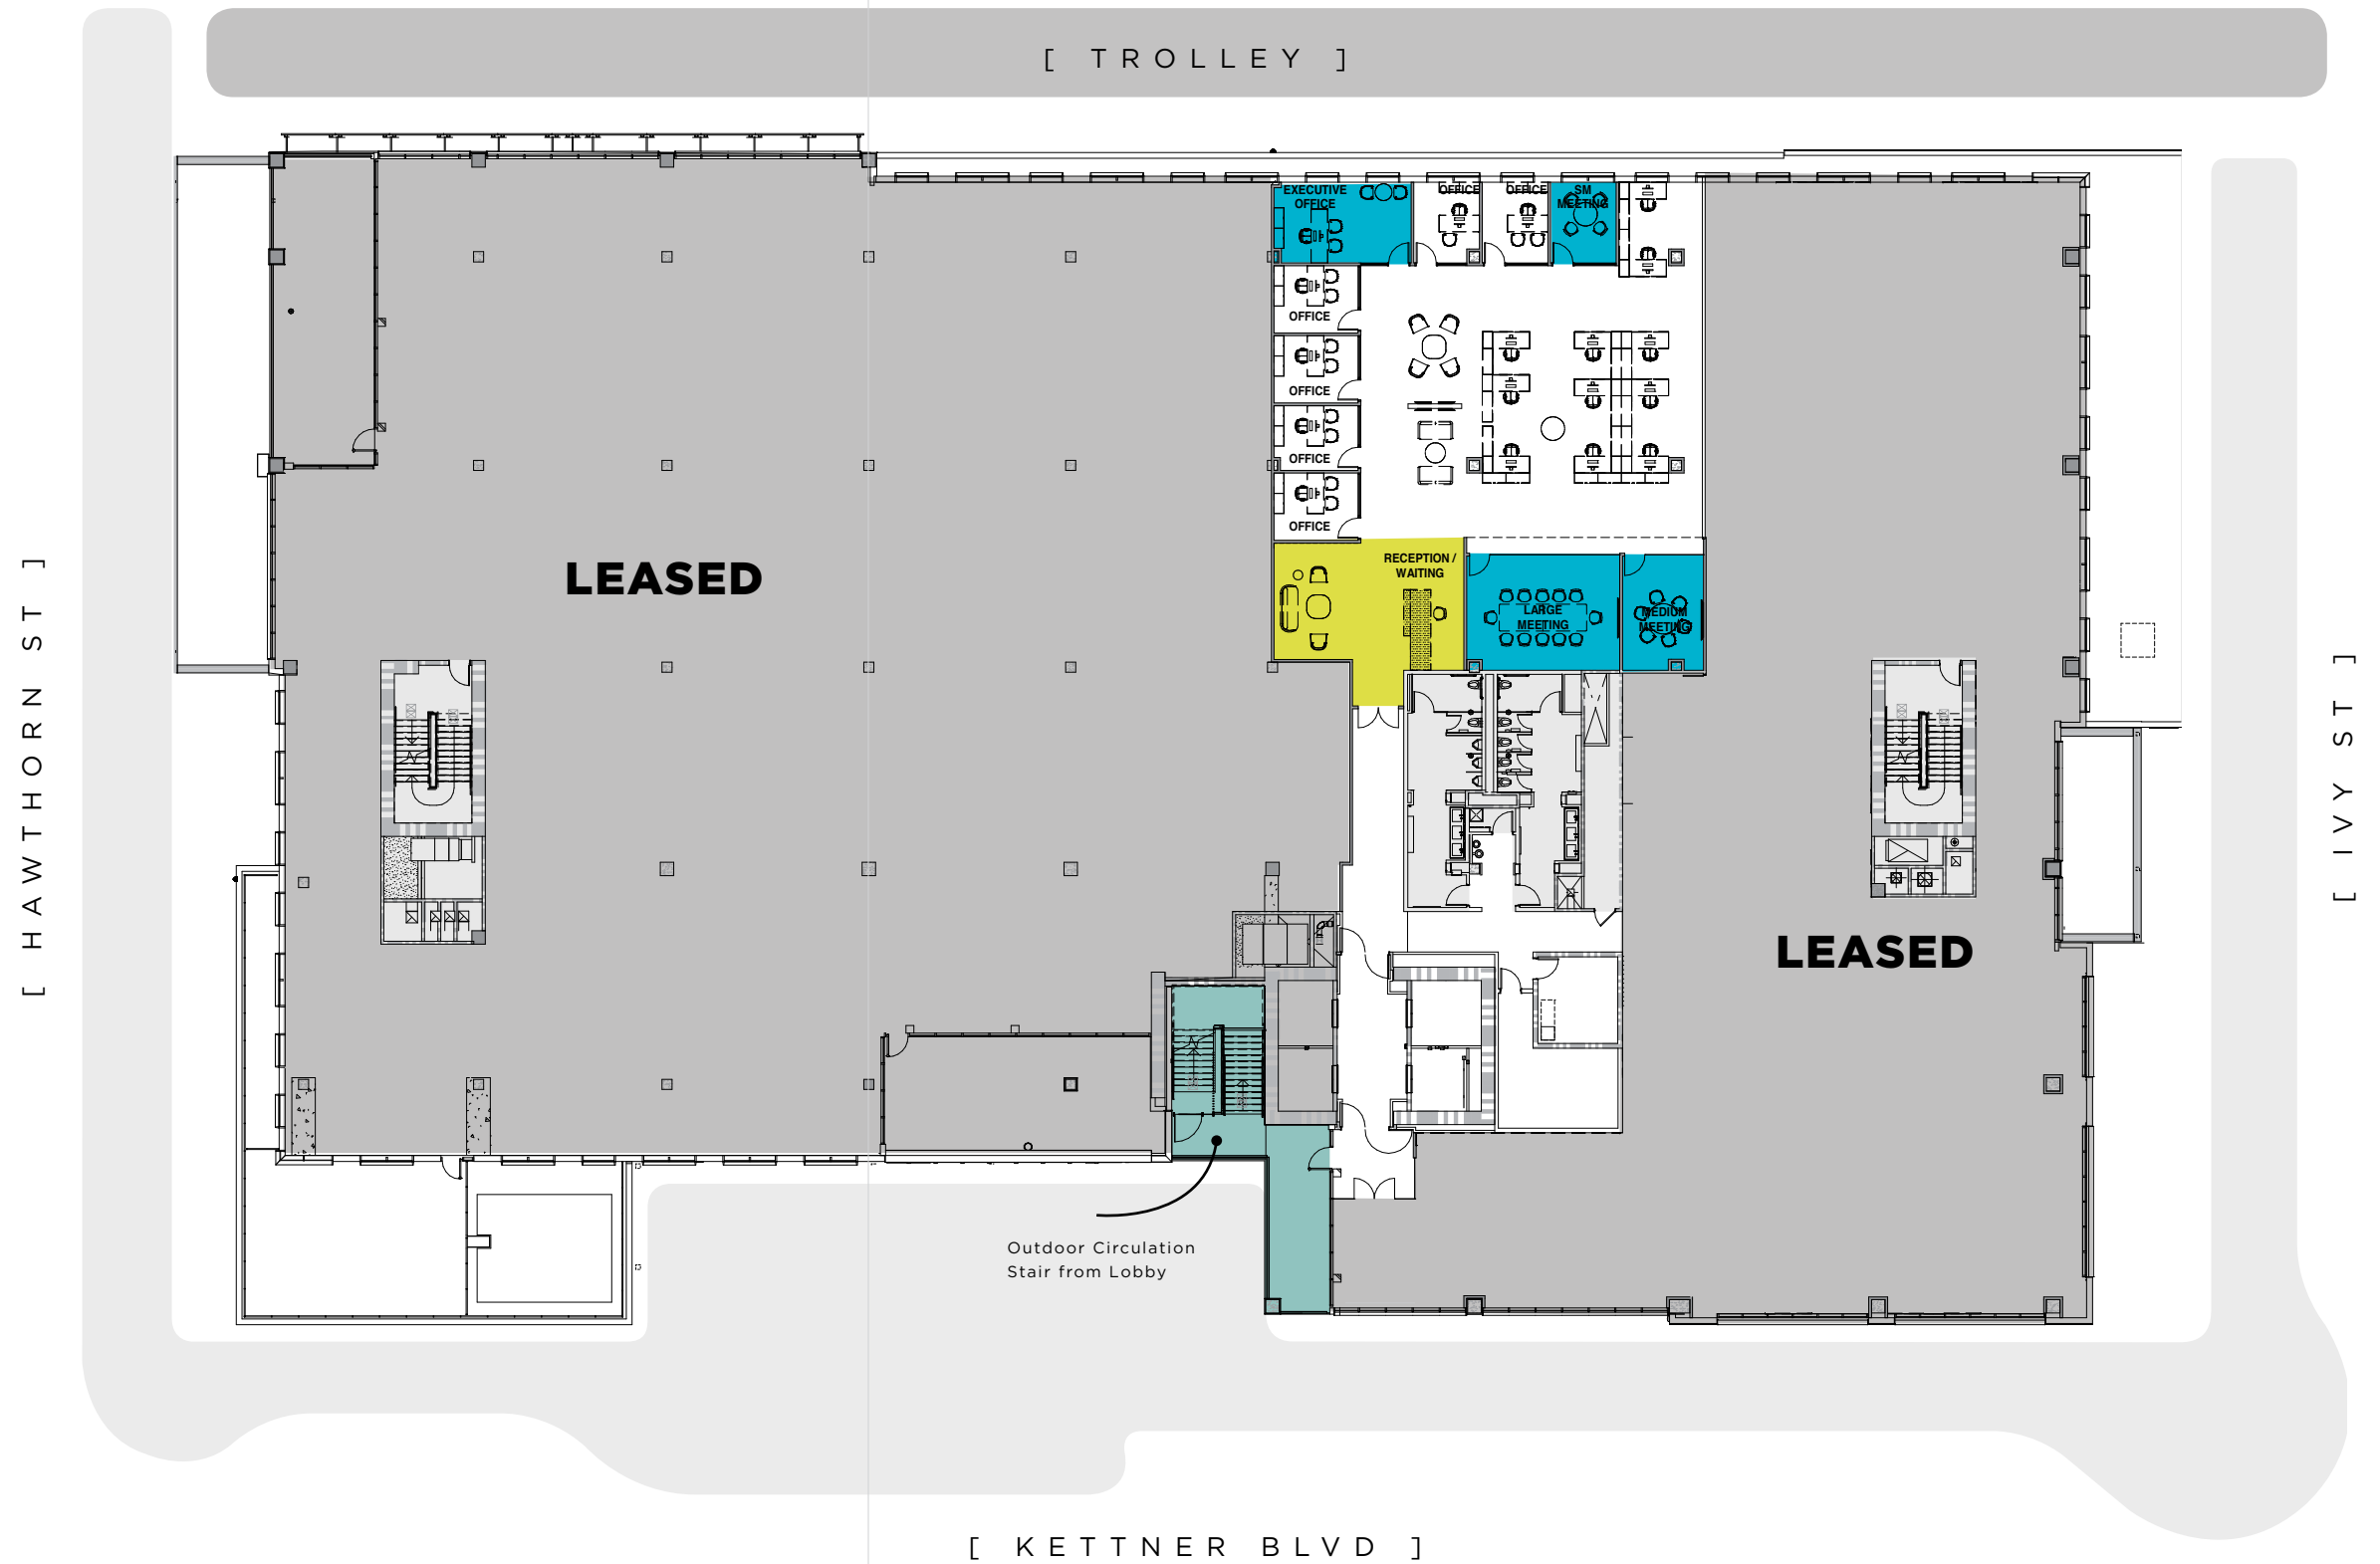 [ TROLLEY ]
EXECUTIVE
OFFICE
OFFICE
OFFICE
SM
MEETING
OFFICE
OFFICE
OFFICE
OFFICE
RECEPTION /
WAITING
LARGE
MEETING
MEDIUM
MEETING
LEASED
LEASED
Outdoor Circulation
Stair from Lobby
[ HAWTHORN ST ]
[ IVY ST ]
[ KETTNER BLVD ]